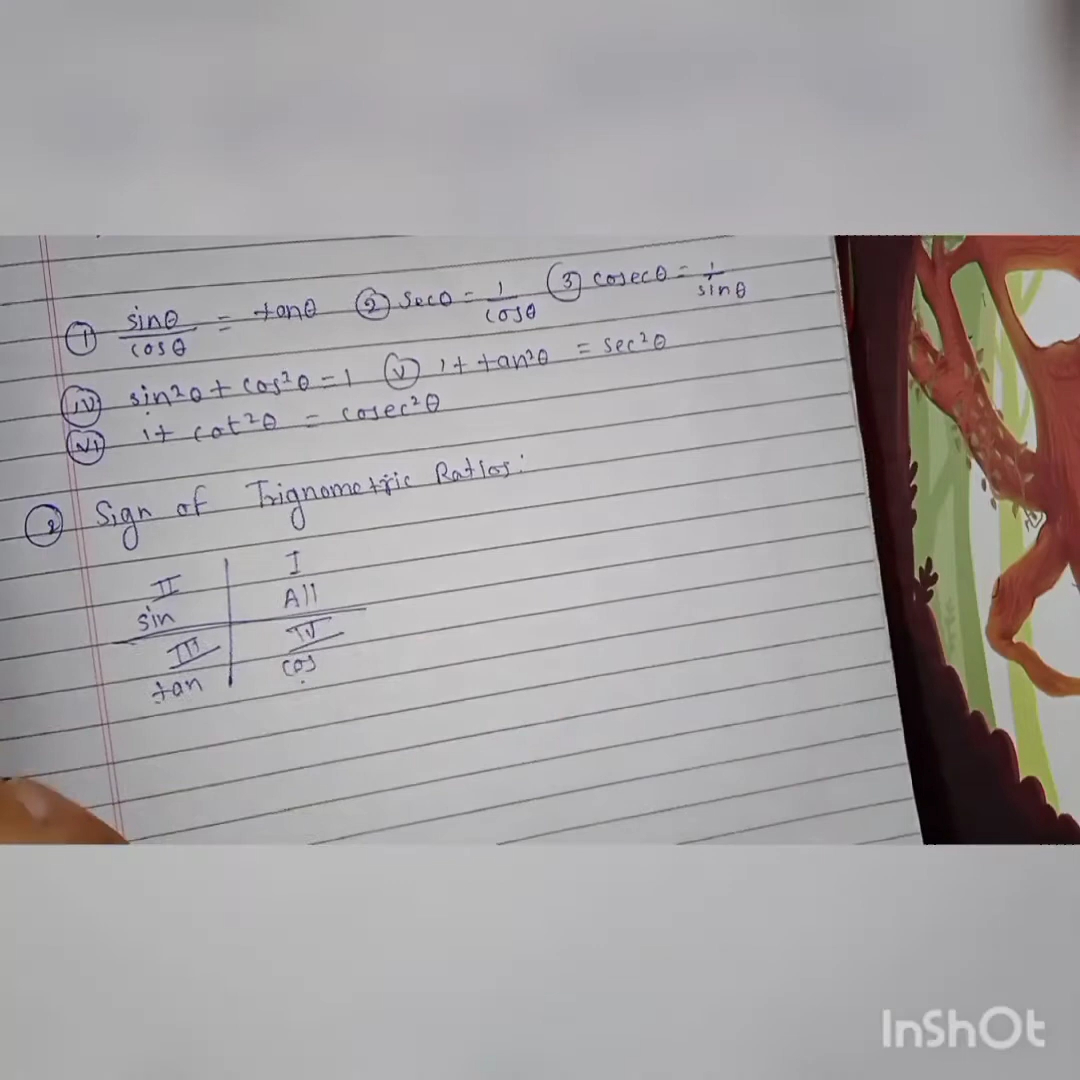 ① sinθ/cosθ = tanθ ② secθ = 1/cosθ ③ cosecθ = 1/sinθ
(iv) sin²θ + cos²θ = 1 (v) 1+ tan²θ = sec²θ
(vi) 1+ cot²θ = cosec²θ
② Sign of Trignometric Ratios:
II I
sin All
III IV
tan cos
InShOt